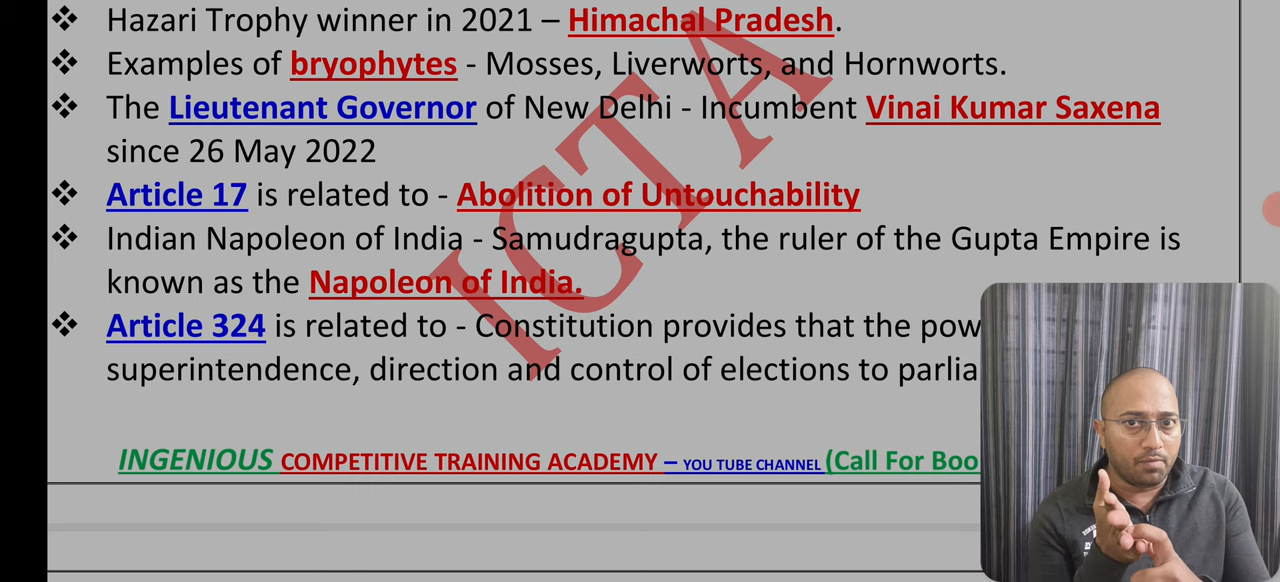 ❖ Hazari Trophy winner in 2021 – Himachal Pradesh.
❖ Examples of bryophytes - Mosses, Liverworts, and Hornworts.
❖ The Lieutenant Governor of New Delhi - Incumbent Vinai Kumar Saxena
since 26 May 2022
❖ Article 17 is related to - Abolition of Untouchability
❖ Indian Napoleon of India - Samudragupta, the ruler of the Gupta Empire is
known as the Napoleon of India.
❖ Article 324 is related to - Constitution provides that the pow
superintendence, direction and control of elections to parlia
INGENIOUS COMPETITIVE TRAINING ACADEMY – YOU TUBE CHANNEL (Call For Boo
ICTA